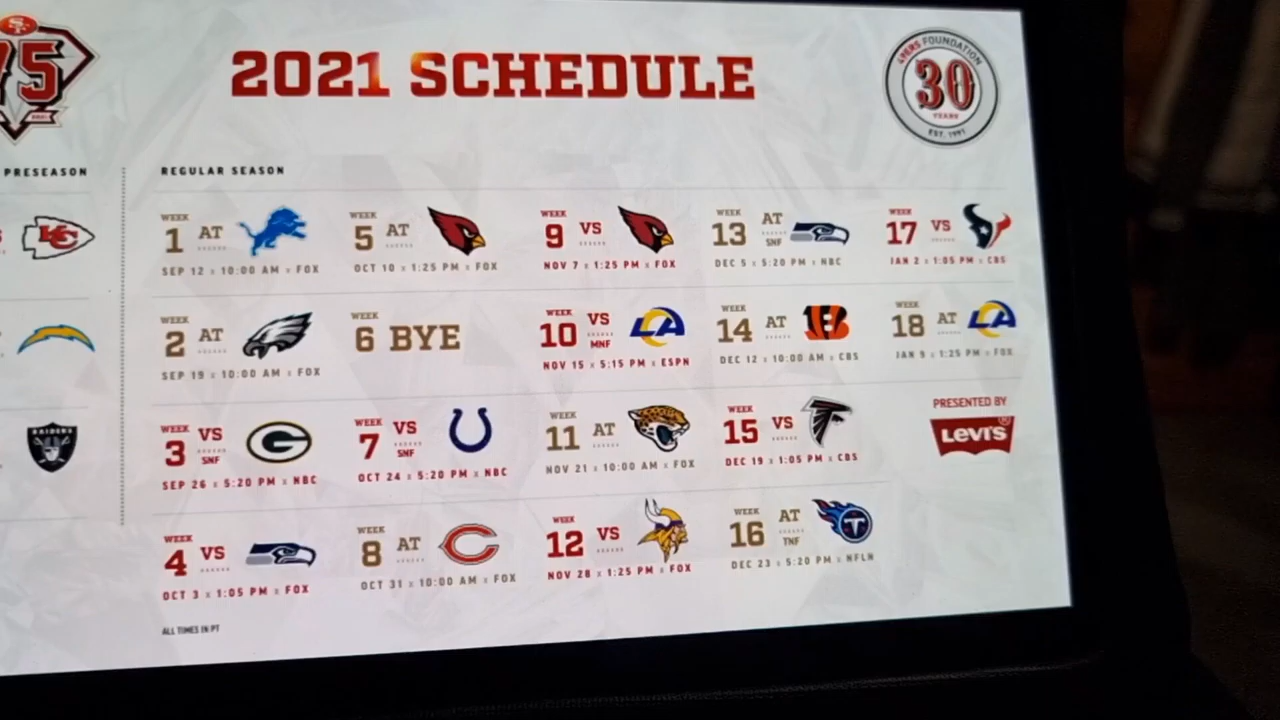 SF
75
2021 SCHEDULE
49ERS FOUNDATION
30
YEARS
EST. 1991
PRESEASON
REGULAR SEASON
WEEK
1 AT
SEP 12 x 10:00 AM x FOX
WEEK
2 AT
SEP 19 x 10:00 AM x FOX
WEEK
3 VS
SNF
G
SEP 26 x 5:20 PM x NBC
WEEK
4 VS
OCT 3 x 1:05 PM x FOX
WEEK
5 AT
OCT 10 x 1:25 PM x FOX
WEEK
6 BYE
WEEK
7 VS
SNF
OCT 24 x 5:20 PM x NBC
WEEK
8 AT
C
OCT 31 x 10:00 AM x FOX
WEEK
9 VS
NOV 7 x 1:25 PM x FOX
WEEK
10 VS
MNF
LA
NOV 15 x 5:15 PM x ESPN
WEEK
11 AT
NOV 21 x 10:00 AM x FOX
WEEK
12 VS
NOV 28 x 1:25 PM x FOX
WEEK
13 AT
SNF
DEC 5 x 5:20 PM x NBC
WEEK
14 AT
B
DEC 12 x 10:00 AM x CBS
WEEK
15 VS
DEC 19 x 1:05 PM x CBS
WEEK
16 AT
TNF
T
DEC 23 x 5:20 PM x NFLN
WEEK
17 VS
JAN 2 x 1:05 PM x CBS
WEEK
18 AT
LA
JAN 9 x 1:25 PM x FOX
PRESENTED BY
LEVI'S
KC
RAIDERS
ALL TIMES IN PT